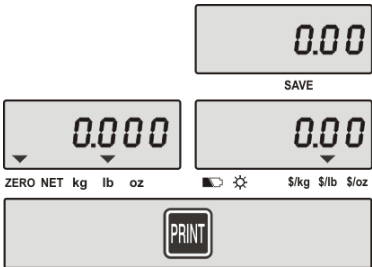 0.00
SAVE
0.000 0.00
ZERO NET kg lb oz $/kg $/lb $/oz
PRINT